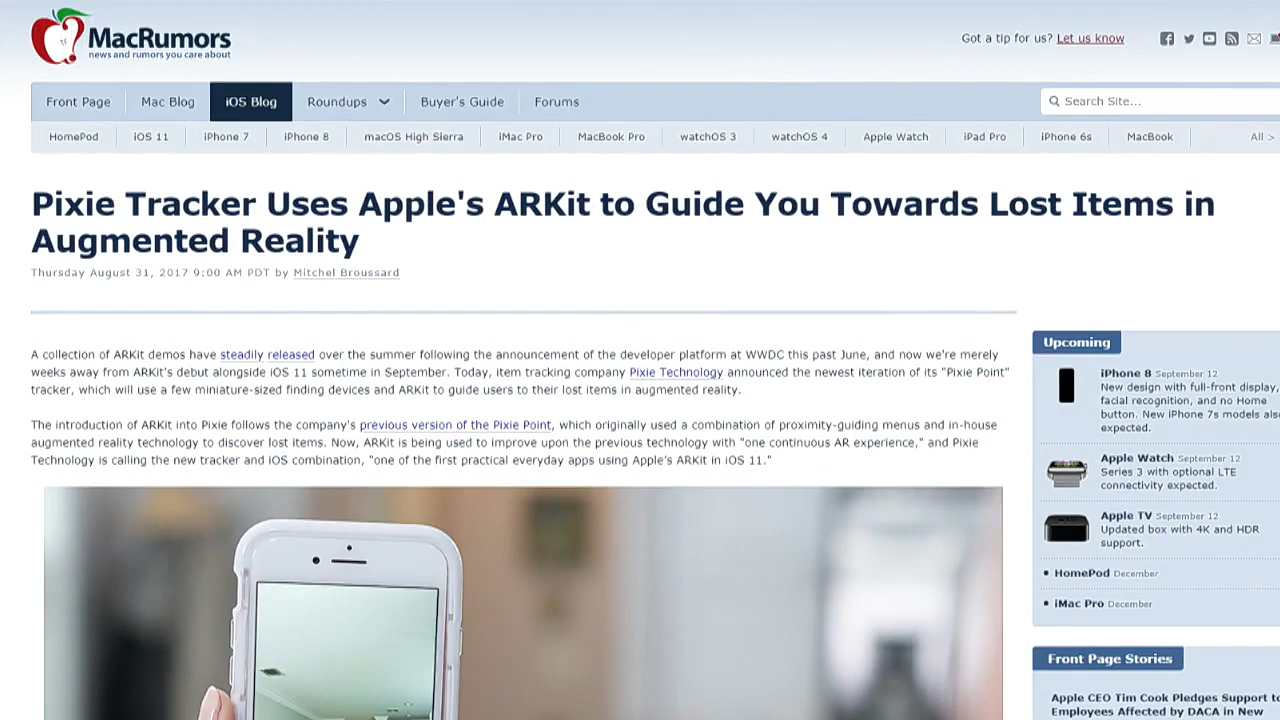 MacRumors
news and rumors you care about
Got a tip for us? Let us know
Front Page
Mac Blog
iOS Blog
Roundups
Buyer's Guide
Forums
Search Site...
HomePod
iOS 11
iPhone 7
iPhone 8
macOS High Sierra
iMac Pro
MacBook Pro
watchOS 3
watchOS 4
Apple Watch
iPad Pro
iPhone 6s
MacBook
All >
Pixie Tracker Uses Apple's ARKit to Guide You Towards Lost Items in
Augmented Reality
Thursday August 31, 2017 9:00 AM PDT by Mitchel Broussard
A collection of ARKit demos have steadily released over the summer following the announcement of the developer platform at WWDC this past June, and now we're merely
weeks away from ARKit's debut alongside iOS 11 sometime in September. Today, item tracking company Pixie Technology announced the newest iteration of its "Pixie Point"
tracker, which will use a few miniature-sized finding devices and ARKit to guide users to their lost items in augmented reality.
The introduction of ARKit into Pixie follows the company's previous version of the Pixie Point, which originally used a combination of proximity-guiding menus and in-house
augmented reality technology to discover lost items. Now, ARKit is being used to improve upon the previous technology with "one continuous AR experience," and Pixie
Technology is calling the new tracker and iOS combination, "one of the first practical everyday apps using Apple's ARKit in iOS 11."
Upcoming
iPhone 8 September 12
New design with full-front display,
facial recognition, and no Home
button. New iPhone 7s models also
expected.
Apple Watch September 12
Series 3 with optional LTE
connectivity expected.
Apple TV September 12
Updated box with 4K and HDR
support.
• HomePod December
• iMac Pro December
Front Page Stories
Apple CEO Tim Cook Pledges Support to
Employees Affected by DACA in New